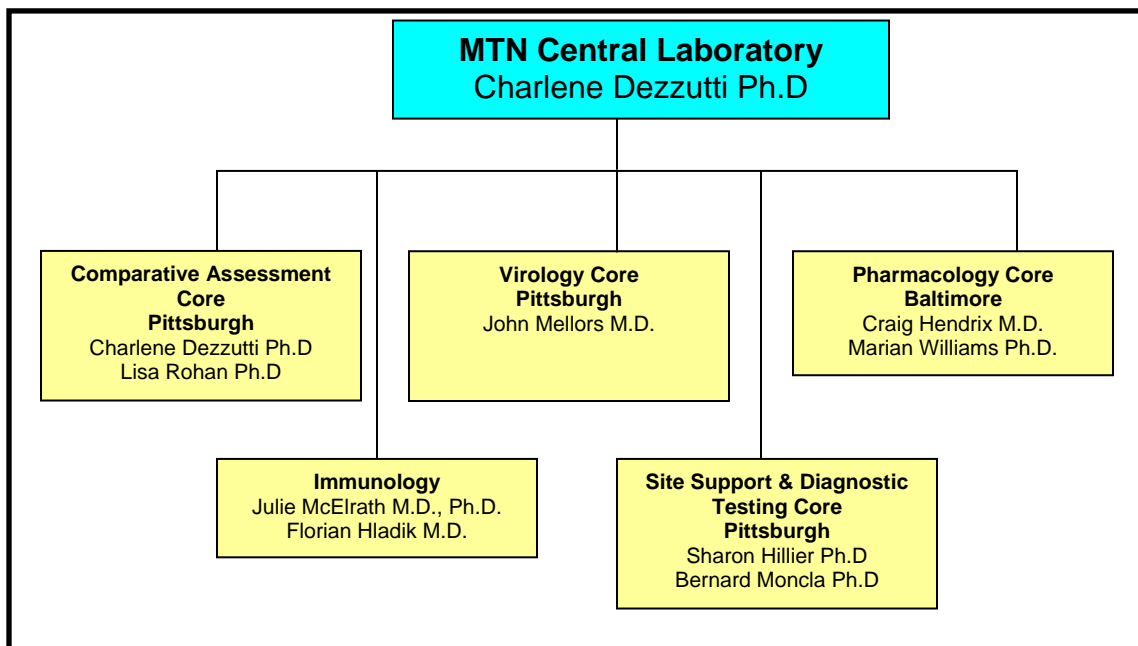 MTN Central Laboratory
Charlene Dezzutti Ph.D
Comparative Assessment
Core
Pittsburgh
Charlene Dezzutti Ph.D
Lisa Rohan Ph.D
Virology Core
Pittsburgh
John Mellors M.D.
Pharmacology Core
Baltimore
Craig Hendrix M.D.
Marian Williams Ph.D.
Immunology
Julie McElrath M.D., Ph.D.
Florian Hladik M.D.
Site Support & Diagnostic
Testing Core
Pittsburgh
Sharon Hillier Ph.D
Bernard Moncla Ph.D